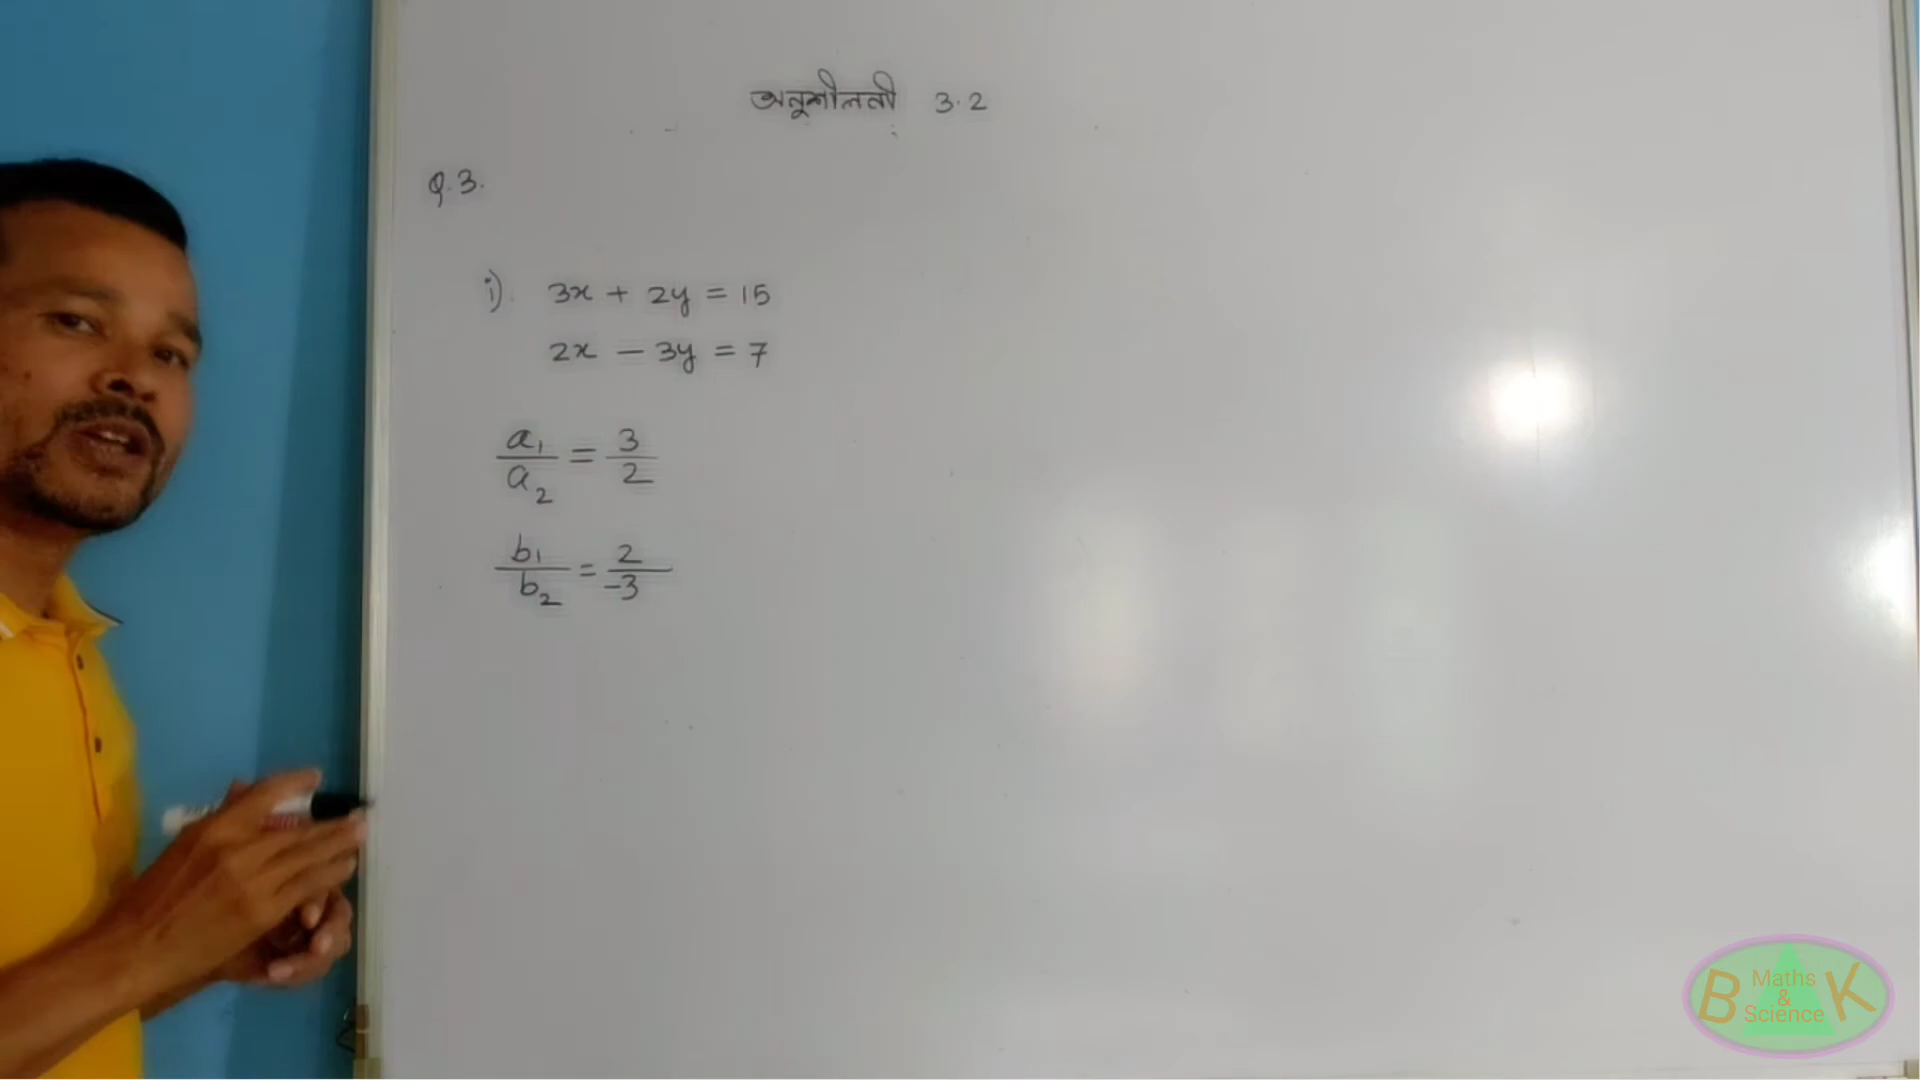 অনুশীলনী 3.2
Q.3.
i). 3x + 2y = 15
2x - 3y = 7
a₁/a₂ = 3/2
b₁/b₂ = 2/-3
B Maths & Science K